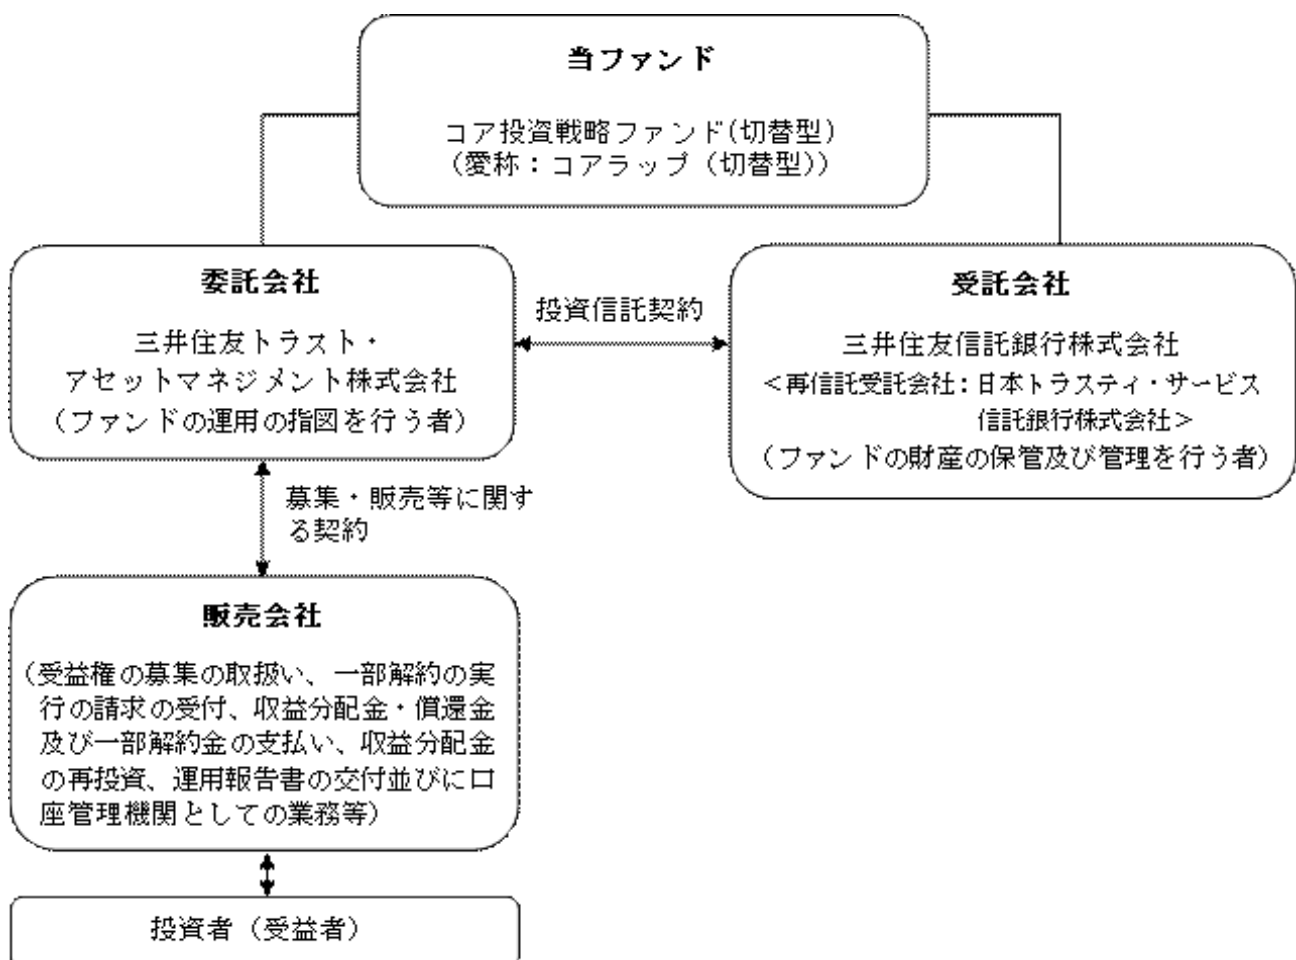 当ファンド
コア投資戦略ファンド(切替型)
(愛称：コアラップ（切替型）)
委託会社
三井住友トラスト・
アセットマネジメント株式会社
（ファンドの運用の指図を行う者）
投資信託契約
受託会社
三井住友信託銀行株式会社
＜再信託受託会社：日本トラスティ・サービス
信託銀行株式会社＞
（ファンドの財産の保管及び管理を行う者）
募集・販売等に関す
る契約
販売会社
（受益権の募集の取扱い、一部解約の実
行の請求の受付、収益分配金・償還金
及び一部解約金の支払い、収益分配金
の再投資、運用報告書の交付並びに口
座管理機関としての業務等）
投資者（受益者）